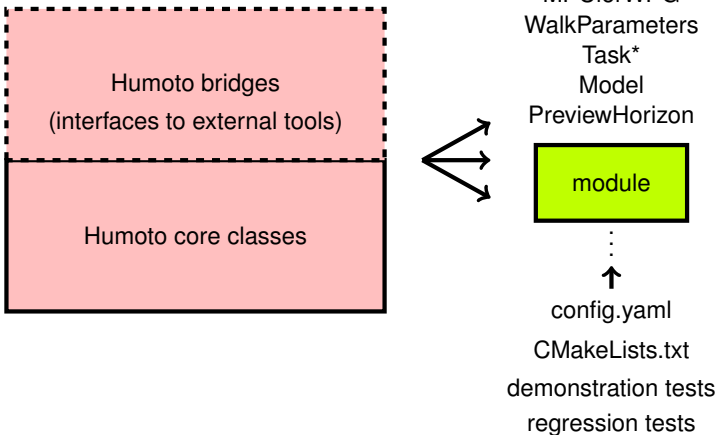 Humoto bridges
(interfaces to external tools)
Humoto core classes
WalkParameters
Task*
Model
PreviewHorizon
module
config.yaml
CMakeLists.txt
demonstration tests
regression tests